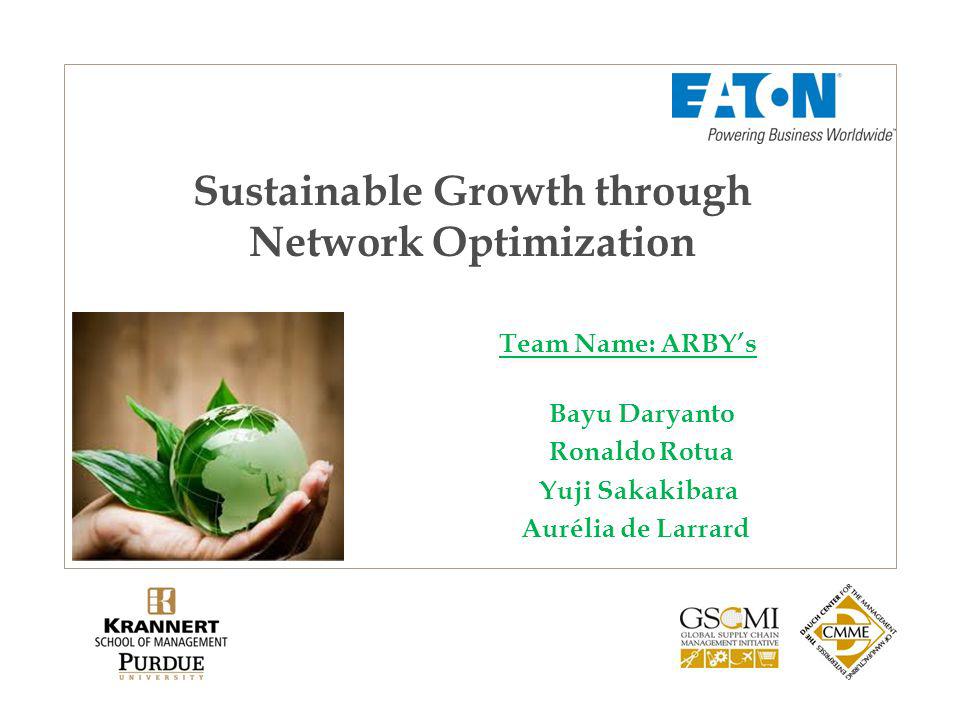 EATON
Powering Business Worldwide
Sustainable Growth through
Network Optimization
Team Name: ARBY's
Bayu Daryanto
Ronaldo Rotua
Yuji Sakakibara
Aurélia de Larrard
KRANNERT
SCHOOL OF MANAGEMENT
PURDUE
UNIVERSITY
GSCMI
GLOBAL SUPPLY CHAIN
MANAGEMENT INITIATIVE
THE DAUCH CENTER FOR THE MANAGEMENT OF MANUFACTURING ENTERPRISES
CMME